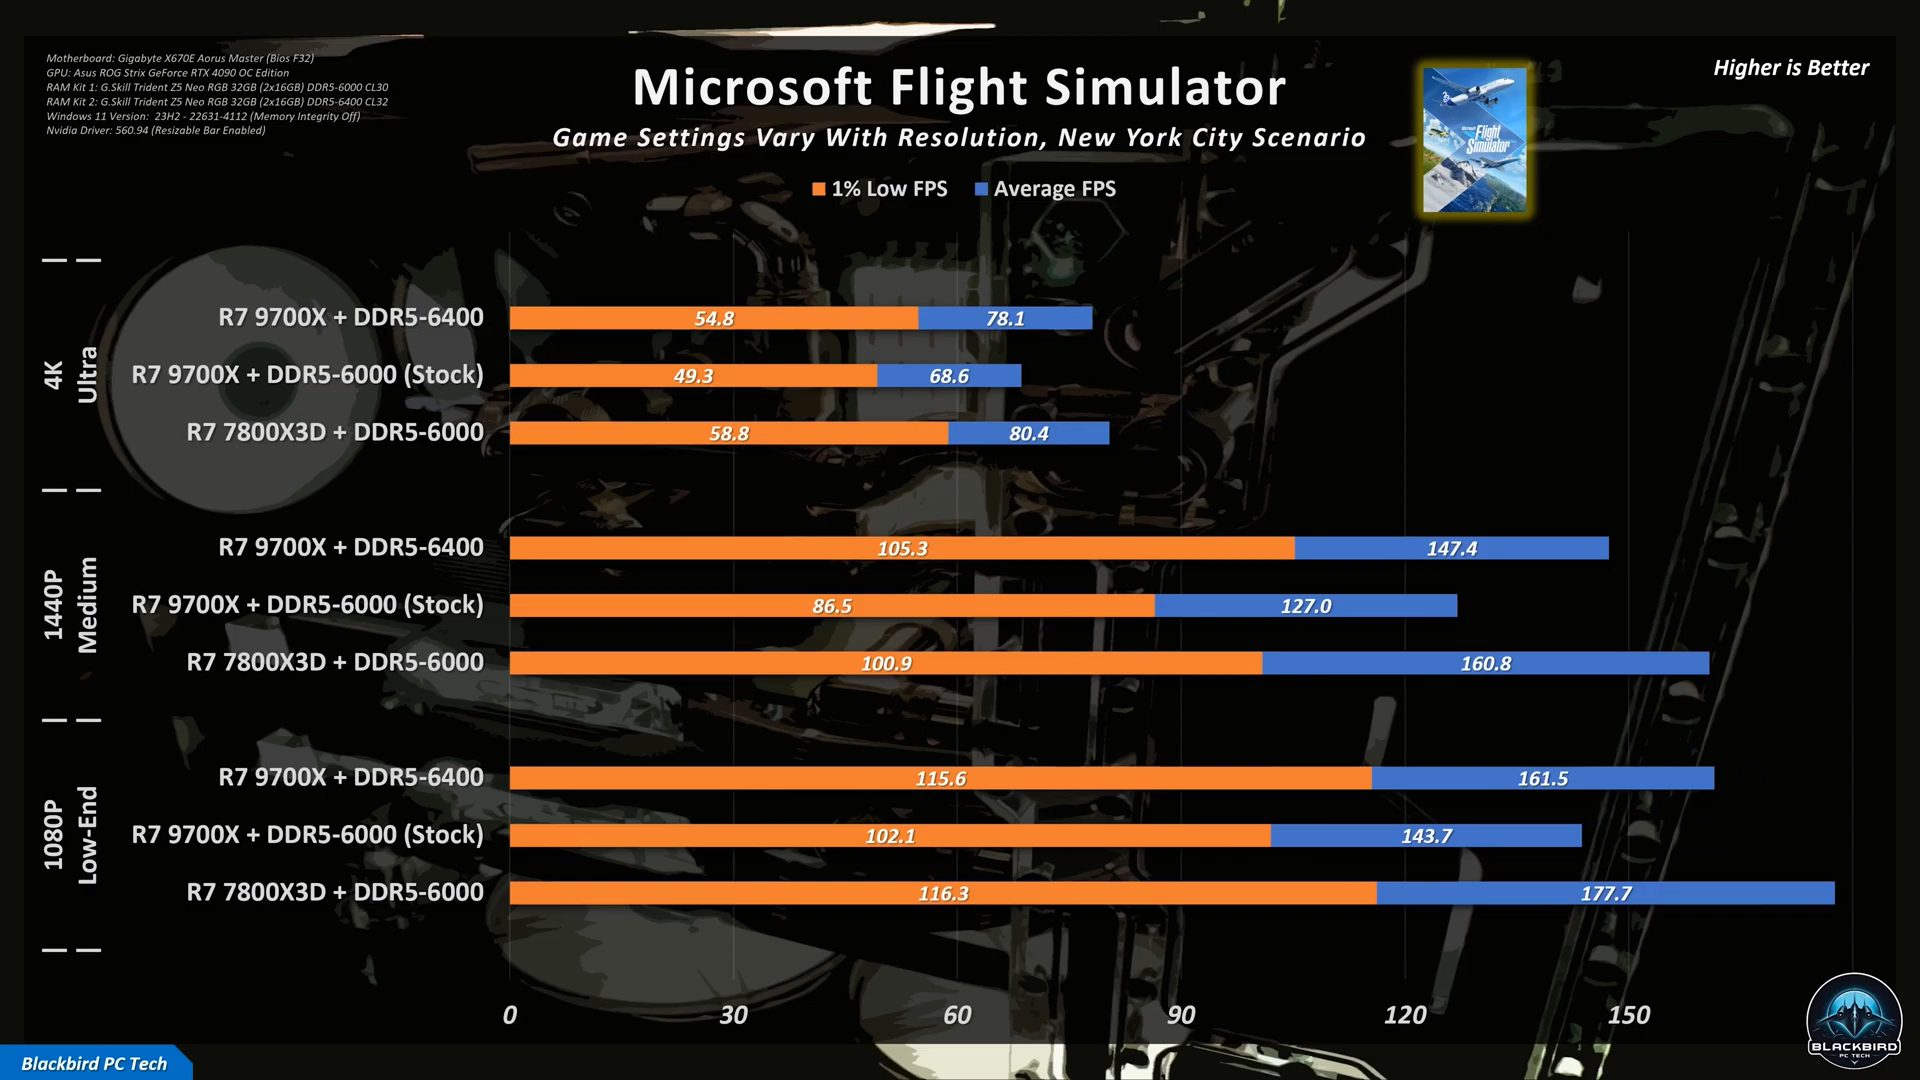 Motherboard: Gigabyte X670E Aorus Master (Bios F32)
GPU: Asus ROG Strix GeForce RTX 4090 OC Edition
RAM Kit 1: G.Skill Trident Z5 Neo RGB 32GB (2x16GB) DDR5-6000 CL30
RAM Kit 2: G.Skill Trident Z5 Neo RGB 32GB (2x16GB) DDR5-6400 CL32
Windows 11 Version: 23H2 - 22631-4112 (Memory Integrity Off)
Nvidia Driver: 560.94 (Resizable Bar Enabled)
Microsoft Flight Simulator
Game Settings Vary With Resolution, New York City Scenario
1% Low FPS Average FPS
Flight
Simulator
Higher is Better
4K
Ultra
R7 9700X + DDR5-6400 54.8 78.1
R7 9700X + DDR5-6000 (Stock) 49.3 68.6
R7 7800X3D + DDR5-6000 58.8 80.4
1440P
Medium
R7 9700X + DDR5-6400 105.3 147.4
R7 9700X + DDR5-6000 (Stock) 86.5 127.0
R7 7800X3D + DDR5-6000 100.9 160.8
1080P
Low-End
R7 9700X + DDR5-6400 115.6 161.5
R7 9700X + DDR5-6000 (Stock) 102.1 143.7
R7 7800X3D + DDR5-6000 116.3 177.7
0 30 60 90 120 150
Blackbird PC Tech
BLACKBIRD
PC TECH